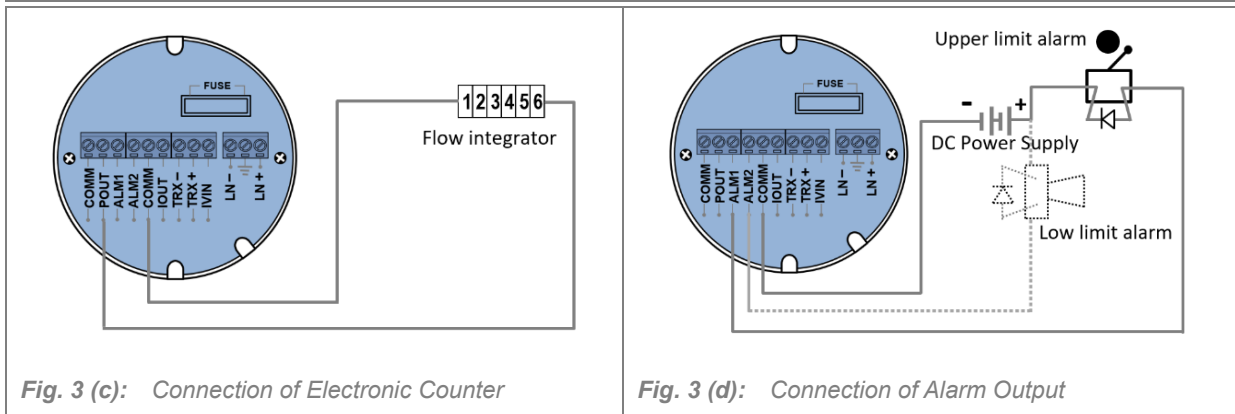 FUSE
COMM
POUT
ALM1
ALM2
COMM
IOUT
TRX −
TRX +
IVIN
LN −
LN +
1 2 3 4 5 6
Flow integrator
Fig. 3 (c): Connection of Electronic Counter
Upper limit alarm
FUSE
- +
DC Power Supply
COMM
POUT
ALM1
ALM2
COMM
IOUT
TRX −
TRX +
IVIN
LN −
LN +
Low limit alarm
Fig. 3 (d): Connection of Alarm Output